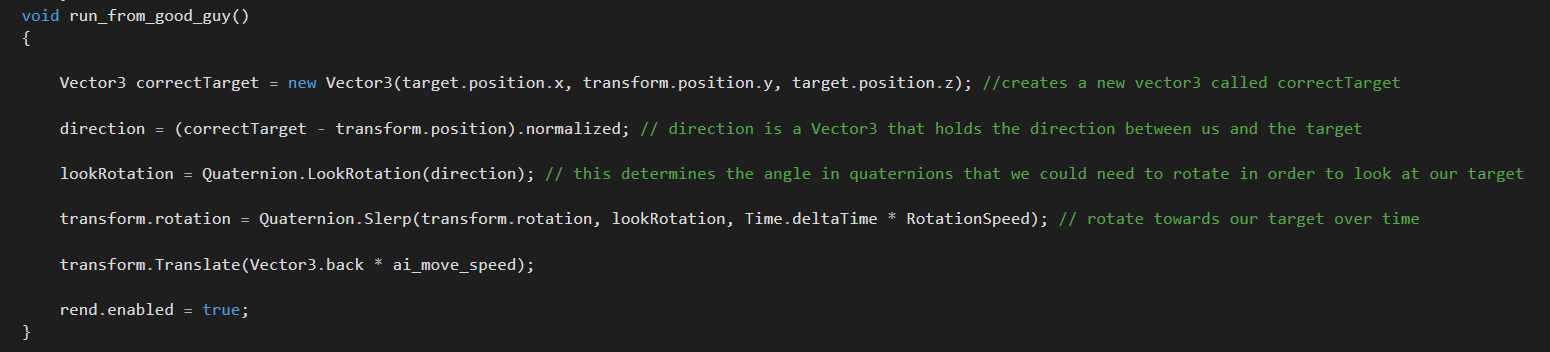 void run_from_good_guy()
{
Vector3 correctTarget = new Vector3(target.position.x, transform.position.y, target.position.z); //creates a new vector3 called correctTarget
direction = (correctTarget - transform.position).normalized; // direction is a Vector3 that holds the direction between us and the target
lookRotation = Quaternion.LookRotation(direction); // this determines the angle in quaternions that we could need to rotate in order to look at our target
transform.rotation = Quaternion.Slerp(transform.rotation, lookRotation, Time.deltaTime * RotationSpeed); // rotate towards our target over time
transform.Translate(Vector3.back * ai_move_speed);
rend.enabled = true;
}